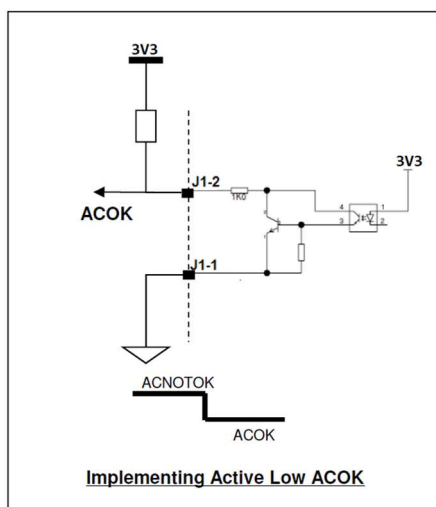 3V3
J1-2
1K0
3V3
4
1
3
2
ACOK
J1-1
ACNOTOK
ACOK
Implementing Active Low ACOK